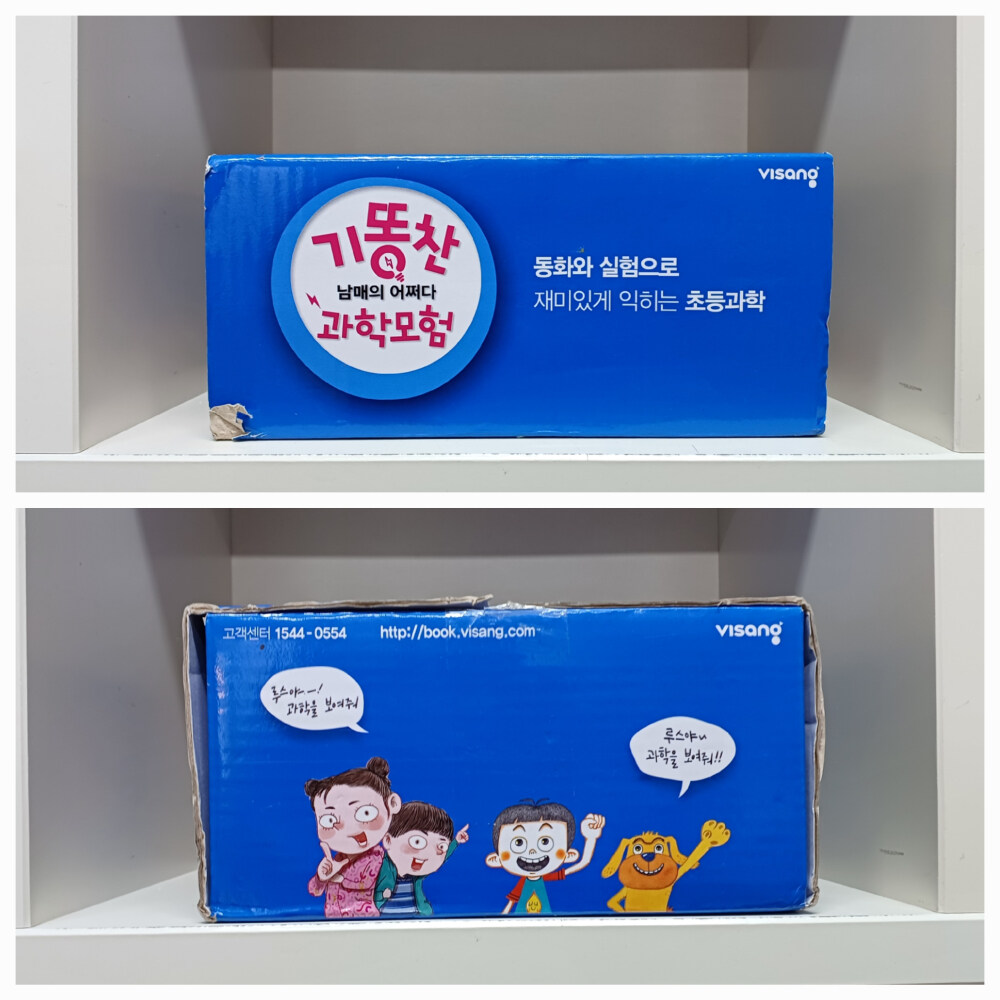 visang
기똥찬
남매의 어쩌다
과학모험
동화와 실험으로
재미있게 익히는 초등과학
고객센터 1544-0554 http://book.visang.com
visang
루스야~!
과학을 보여줘
루스야~
과학을 보여줘!!